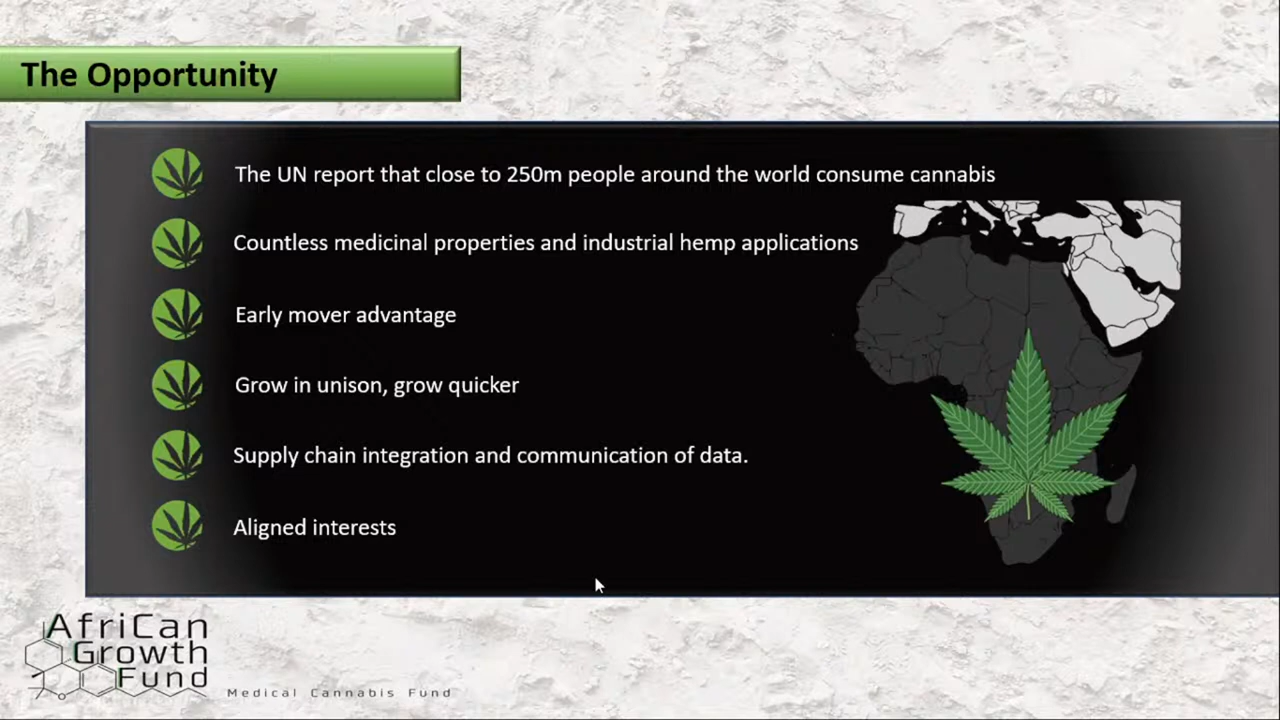 The Opportunity
The UN report that close to 250m people around the world consume cannabis
Countless medicinal properties and industrial hemp applications
Early mover advantage
Grow in unison, grow quicker
Supply chain integration and communication of data.
Aligned interests
AfriCan
Growth
Fund
Medical Cannabis Fund